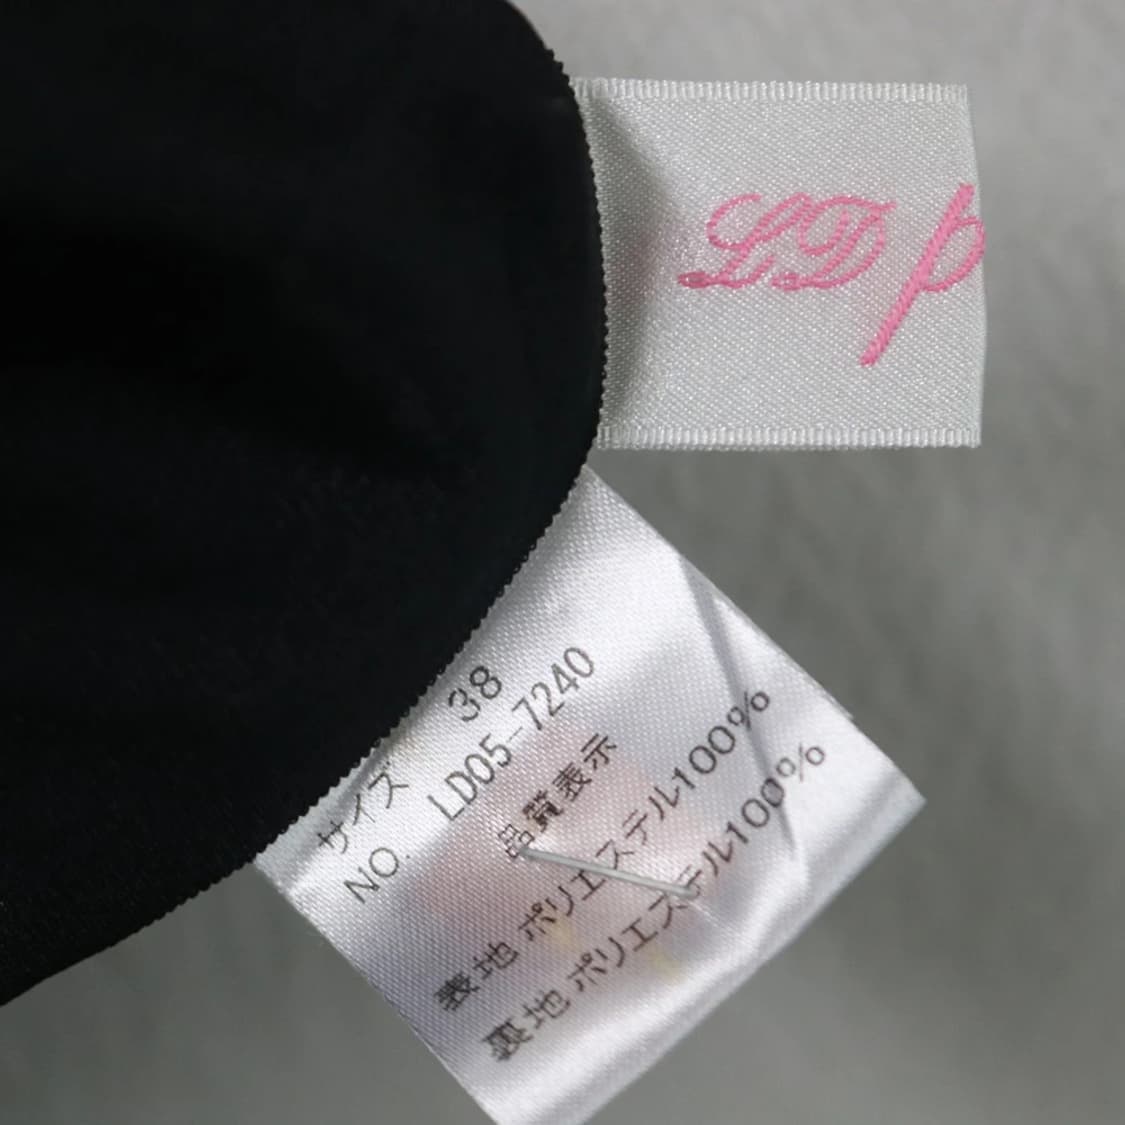 LD p
サイズ 38
NO. LD05-7240
品質表示
表地 ポリエステル100%
裏地 ポリエステル100%